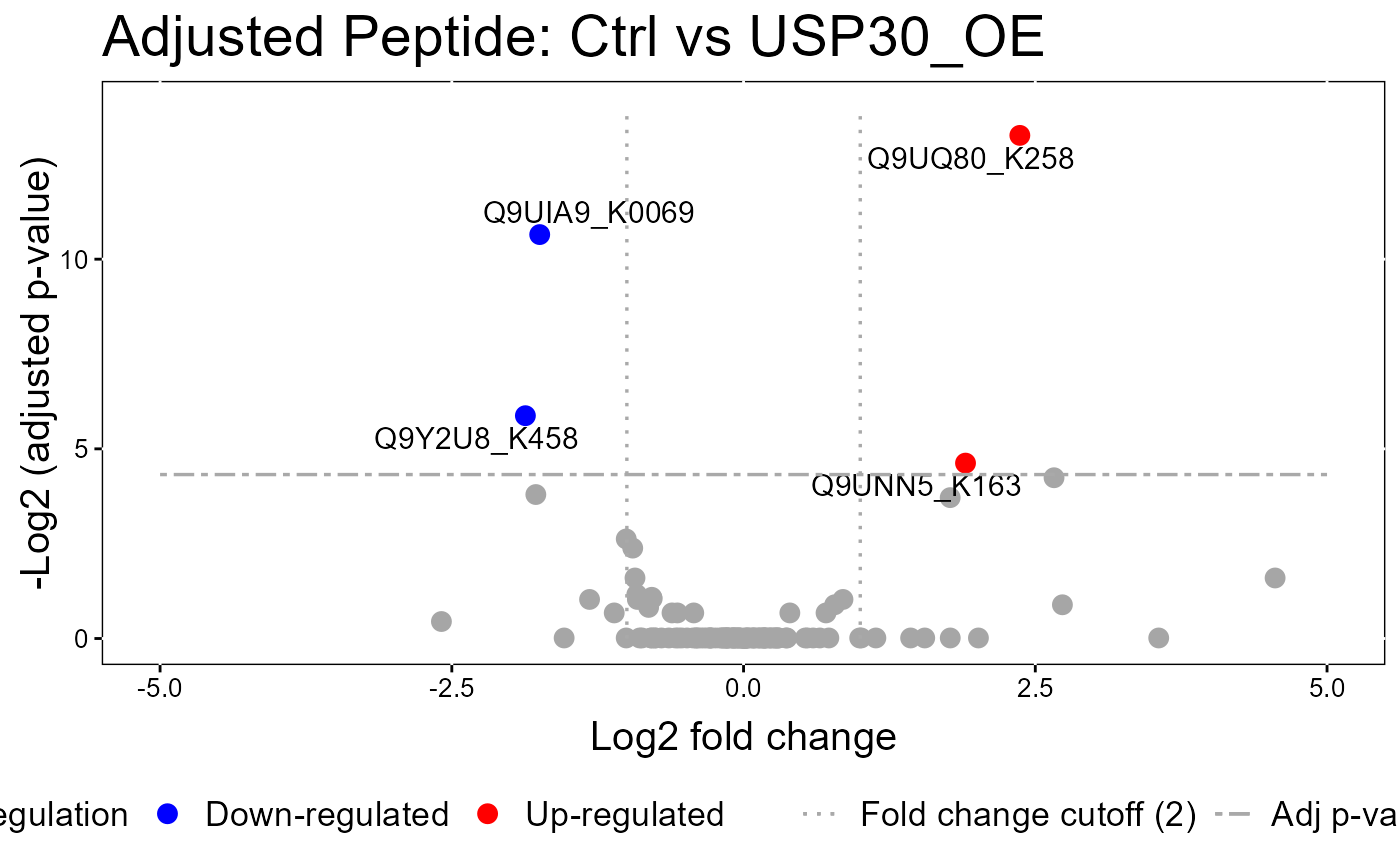 Adjusted Peptide: Ctrl vs USP30_OE
-Log2 (adjusted p-value)
10
5
0
Q9UQ80_K258
Q9UIA9_K0069
Q9Y2U8_K458
Q9UNN5_K163
-5.0 -2.5 0.0 2.5 5.0
Log2 fold change
egulation Down-regulated Up-regulated Fold change cutoff (2) Adj p-va